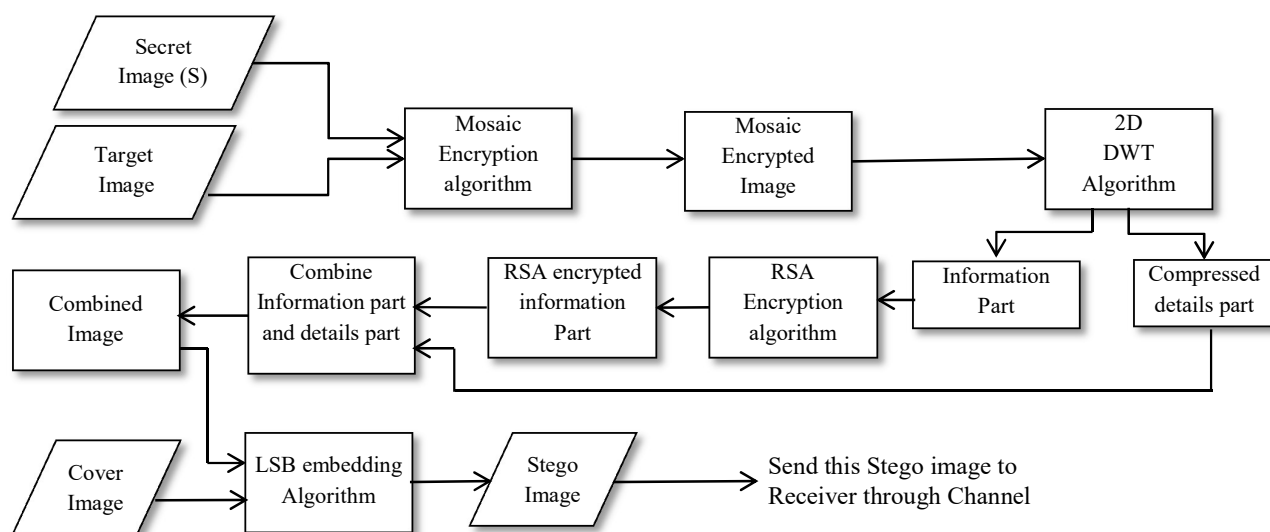 Secret
Image (S)
Target
Image
Mosaic
Encryption
algorithm
Mosaic
Encrypted
Image
2D
DWT
Algorithm
Combined
Image
Combine
Information part
and details part
RSA encrypted
information
Part
RSA
Encryption
algorithm
Information
Part
Compressed
details part
Cover
Image
LSB embedding
Algorithm
Stego
Image
Send this Stego image to
Receiver through Channel